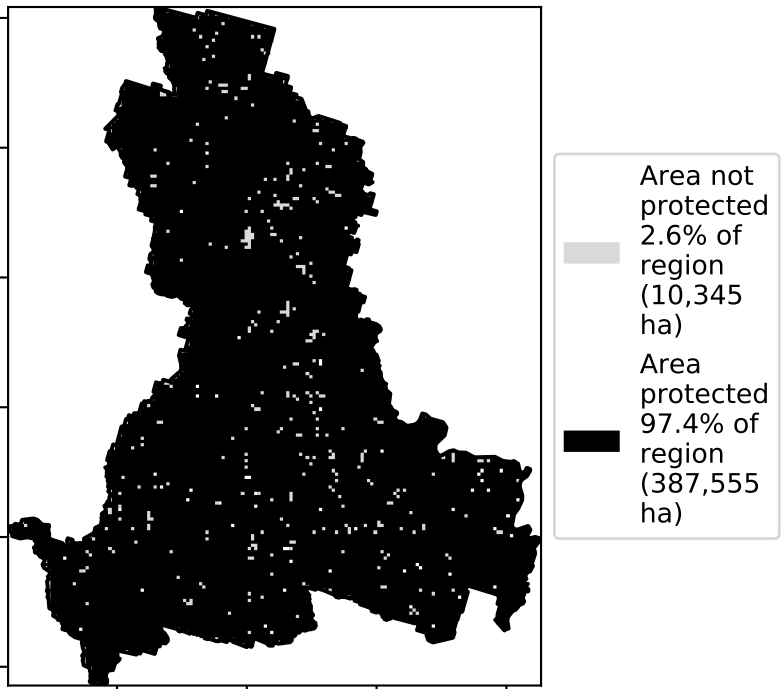 Area not
protected
2.6% of
region
(10,345
ha)
Area
protected
97.4% of
region
(387,555
ha)